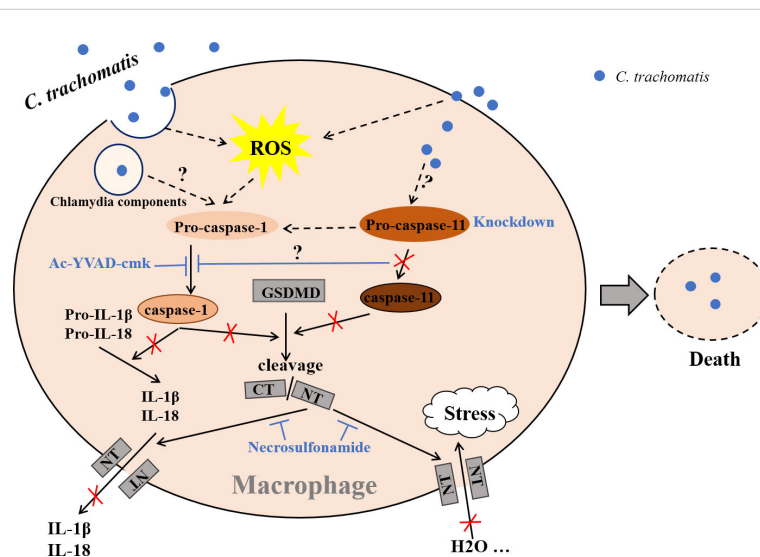 C. trachomatis
C. trachomatis
ROS
?
Chlamydia components
?
Pro-caspase-1
Pro-caspase-11
Knockdown
?
Ac-YVAD-cmk
GSDMD
caspase-1
caspase-11
Pro-IL-1β
Pro-IL-18
cleavage
CT
NT
IL-1β
IL-18
Stress
Death
Necrosulfonamide
NT
NT
NT
NT
Macrophage
IL-1β
IL-18
H2O ...